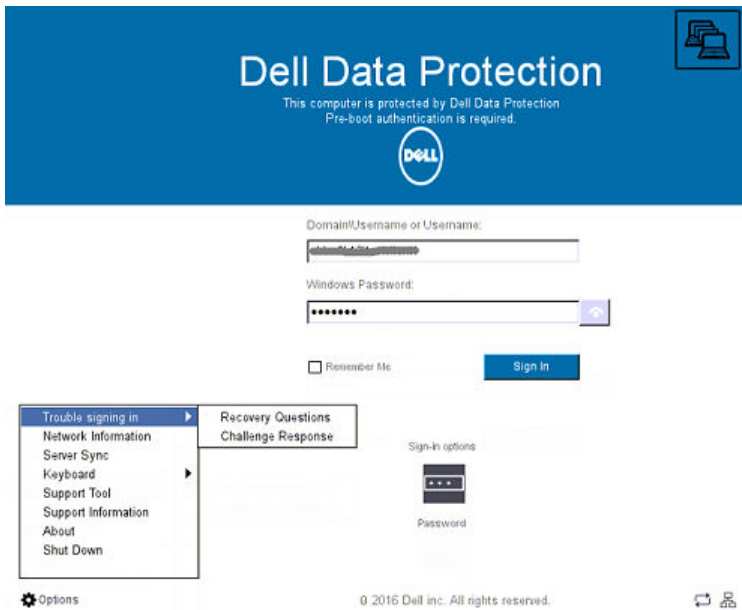 Dell Data Protection
This computer is protected by Dell Data Protection
Pre-boot authentication is required.
DELL
Domain\Username or Username:
Windows Password:
Remember Me
Sign In
Trouble signing in
Network Information
Server Sync
Keyboard
Support Tool
Support Information
About
Shut Down
Recovery Questions
Challenge Response
Sign-in options
Password
Options
© 2016 Dell inc. All rights reserved.